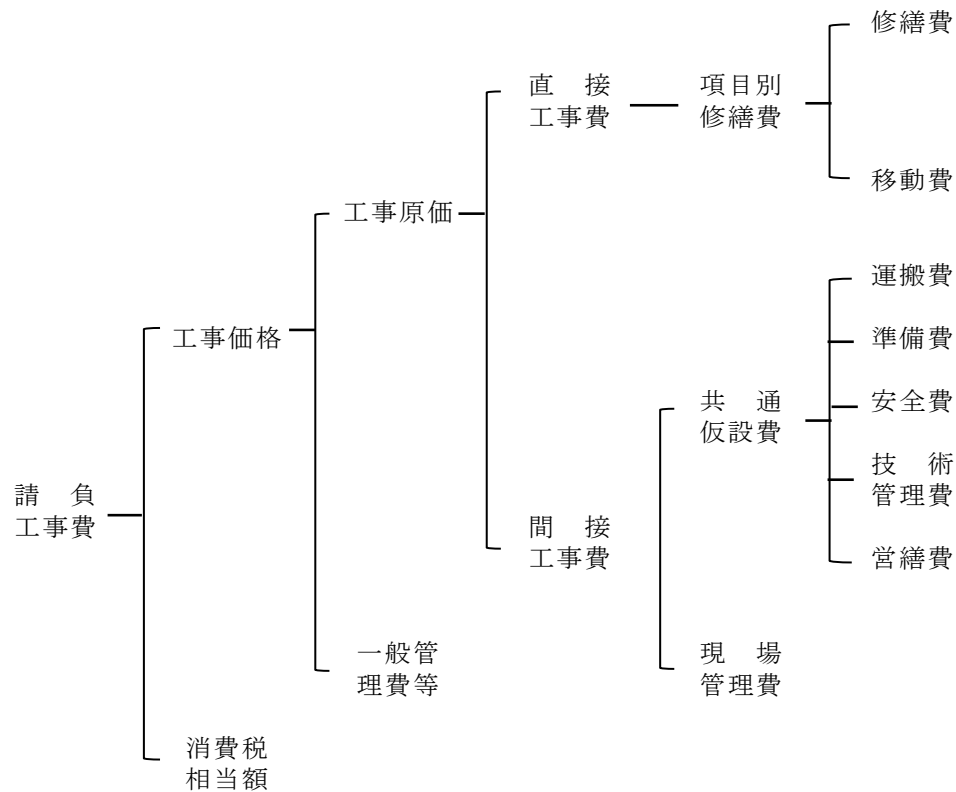 修繕費
直　接
工事費
項目別
修繕費
移動費
工事原価
運搬費
工事価格
準備費
共　通
仮設費
安全費
技　術
管理費
請　負
工事費
間　接
工事費
営繕費
一般管
理費等
現　場
管理費
消費税
相当額